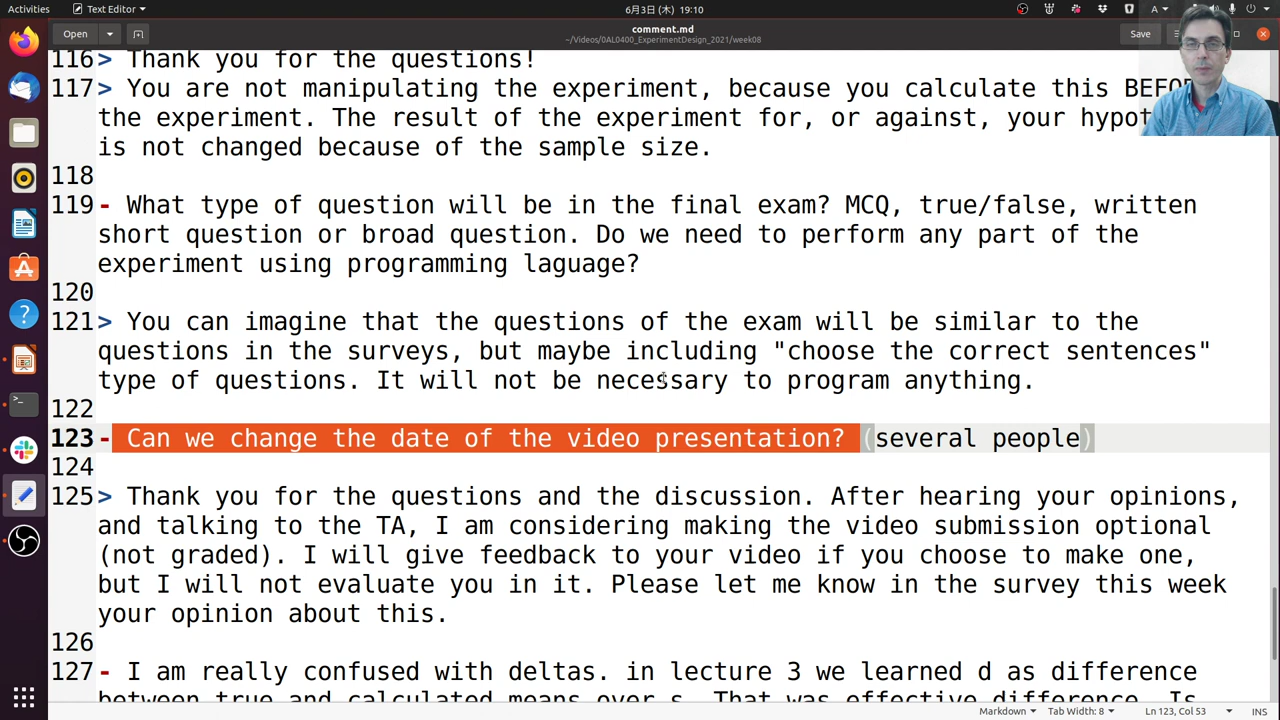 Activities
Text Editor
6月3日 (木) 19:10
A
Open
comment.md
~/Videos/0AL0400_ExperimentDesign_2021/week08
Save
116> Thank you for the questions!
117> You are not manipulating the experiment, because you calculate this BEFO
the experiment. The result of the experiment for, or against, your hypot
is not changed because of the sample size.
118
119- What type of question will be in the final exam? MCQ, true/false, written
short question or broad question. Do we need to perform any part of the
experiment using programming laguage?
120
121> You can imagine that the questions of the exam will be similar to the
questions in the surveys, but maybe including "choose the correct sentences"
type of questions. It will not be necessary to program anything.
122
123- Can we change the date of the video presentation? (several people)
124
125> Thank you for the questions and the discussion. After hearing your opinions,
and talking to the TA, I am considering making the video submission optional
(not graded). I will give feedback to your video if you choose to make one,
but I will not evaluate you in it. Please let me know in the survey this week
your opinion about this.
126
127- I am really confused with deltas. in lecture 3 we learned d as difference
between true and calculated means over s. That was effective difference. Is
Markdown
Tab Width: 8
Ln 123, Col 53
INS